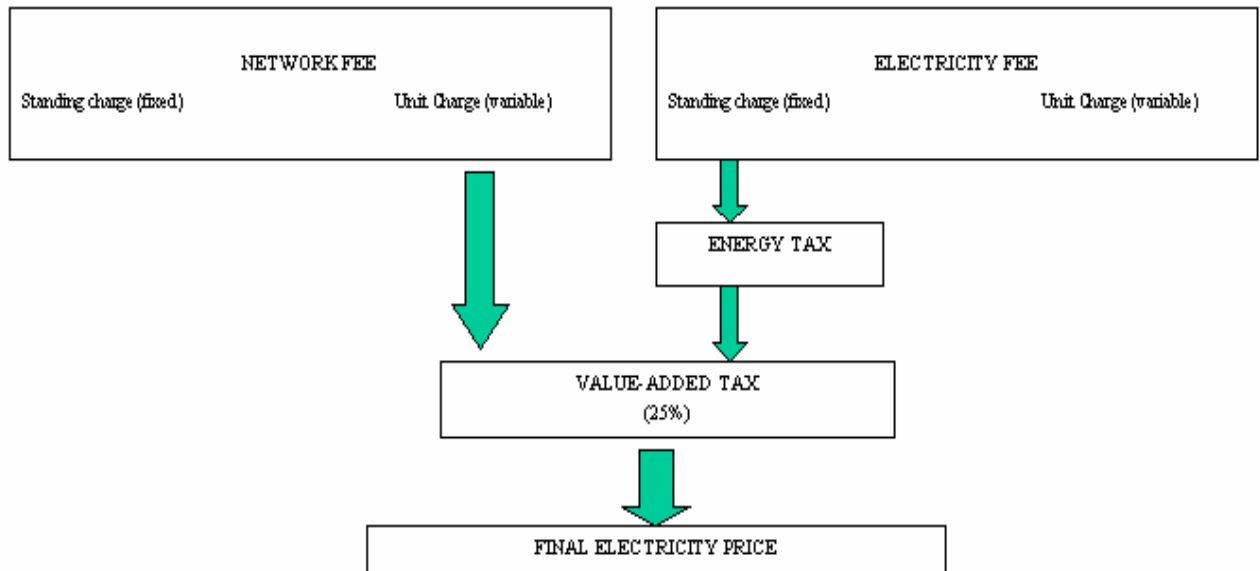 NETWORK FEE
Standing charge (fixed) Unit Charge (variable)
ELECTRICITY FEE
Standing charge (fixed) Unit Charge (variable)
ENERGY TAX
VALUE-ADDED TAX
(25%)
FINAL ELECTRICITY PRICE